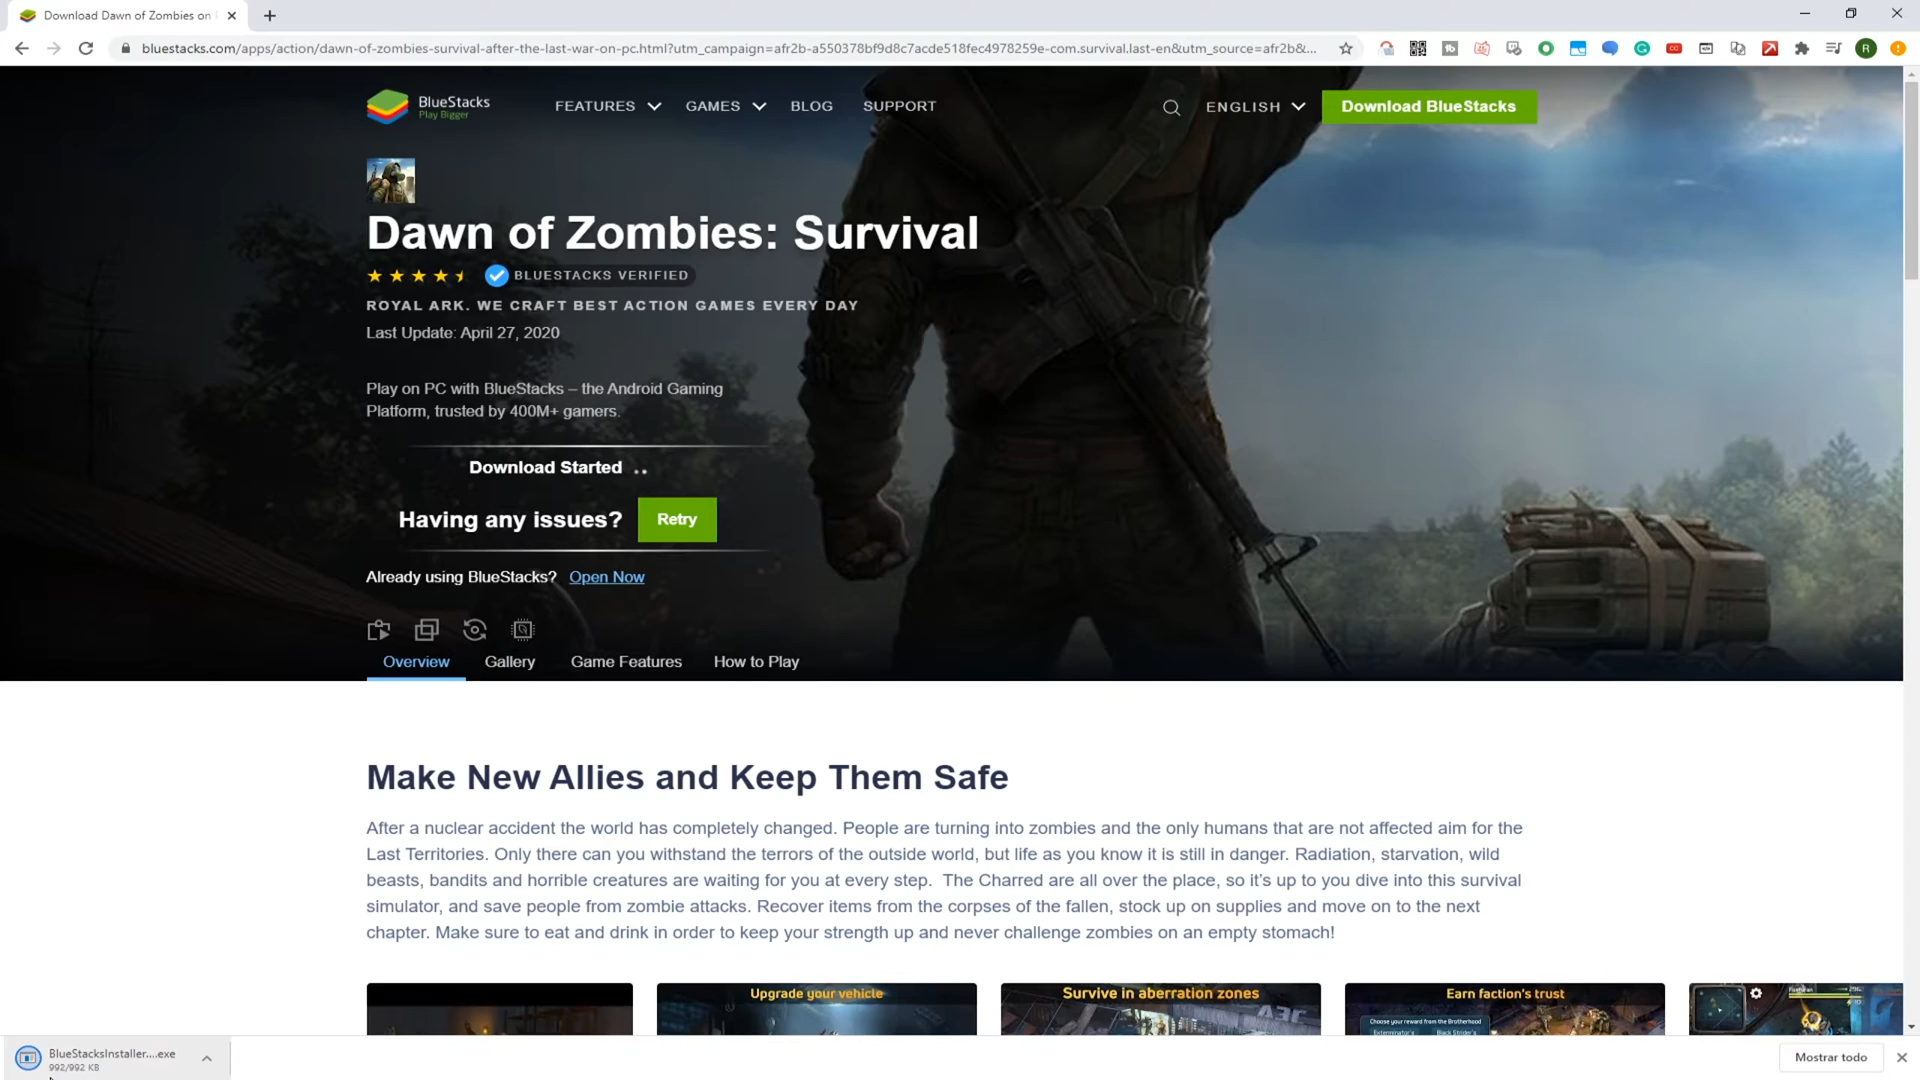 Download Dawn of Zombies on
bluestacks.com/apps/action/dawn-of-zombies-survival-after-the-last-war-on-pc.html?utm_campaign=afr2b-a550378bf9d8c7acde518fec4978259e-com.survival.last-en&utm_source=afr2b&...
R
BlueStacks
Play Bigger
FEATURES
GAMES
BLOG
SUPPORT
ENGLISH
Download BlueStacks
Dawn of Zombies: Survival
BLUESTACKS VERIFIED
ROYAL ARK. WE CRAFT BEST ACTION GAMES EVERY DAY
Last Update: April 27, 2020
Play on PC with BlueStacks – the Android Gaming
Platform, trusted by 400M+ gamers.
Download Started . .
Having any issues? Retry
Already using BlueStacks? Open Now
Overview
Gallery
Game Features
How to Play
Make New Allies and Keep Them Safe
After a nuclear accident the world has completely changed. People are turning into zombies and the only humans that are not affected aim for the
Last Territories. Only there can you withstand the terrors of the outside world, but life as you know it is still in danger. Radiation, starvation, wild
beasts, bandits and horrible creatures are waiting for you at every step. The Charred are all over the place, so it's up to you dive into this survival
simulator, and save people from zombie attacks. Recover items from the corpses of the fallen, stock up on supplies and move on to the next
chapter. Make sure to eat and drink in order to keep your strength up and never challenge zombies on an empty stomach!
Upgrade your vehicle
Survive in aberration zones
Earn faction's trust
Choose your reward from the Brotherhood
Exterminator's
Black Strider's
BlueStacksInstaller....exe
992/992 KB
Mostrar todo